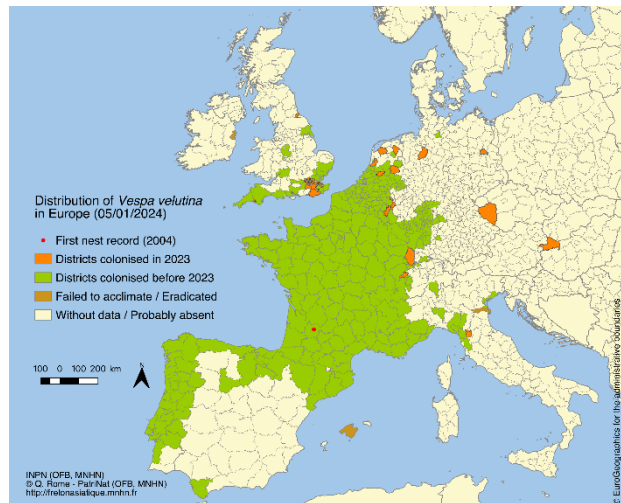 Distribution of Vespa velutina
in Europe (05/01/2024)
First nest record (2004)
Districts colonised in 2023
Districts colonised before 2023
Failed to acclimate / Eradicated
Without data / Probably absent
100 0 100 200 km
N
INPN (OFB, MNHN)
© Q. Rome - PatriNat (OFB, MNHN)
http://frelonasiatique.mnhn.fr
© EuroGeographics for the administrative boundaries